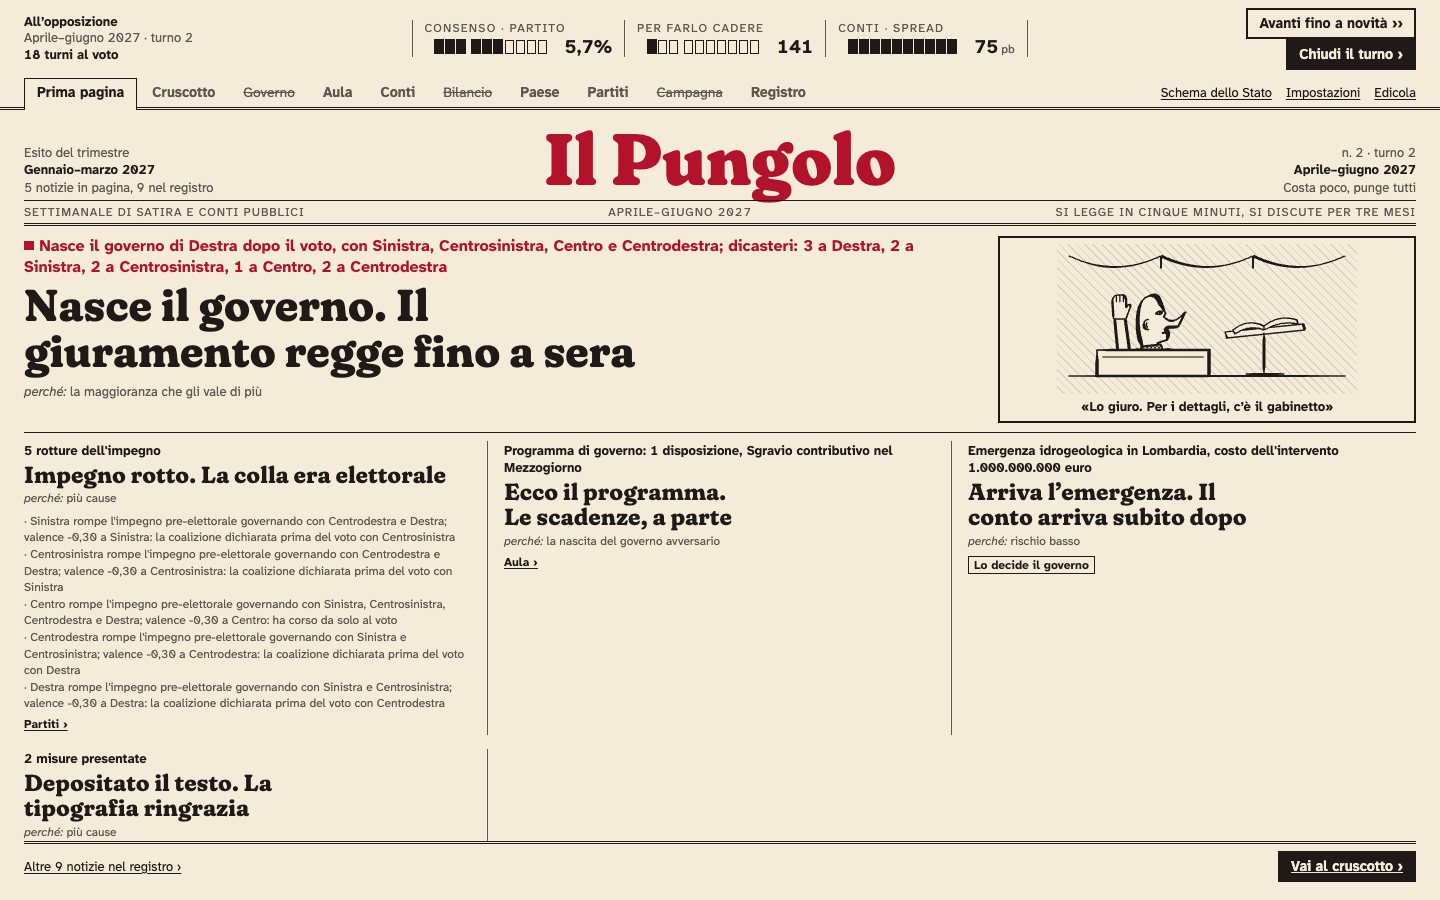 All'opposizione
Aprile–giugno 2027 · turno 2
18 turni al voto
CONSENSO · PARTITO
5,7%
PER FARLO CADERE
141
CONTI · SPREAD
75 pb
Avanti fino a novità ››
Chiudi il turno ›
Prima pagina
Cruscotto
Governo
Aula
Conti
Bilancio
Paese
Partiti
Campagna
Registro
Schema dello Stato
Impostazioni
Edicola
Esito del trimestre
Gennaio–marzo 2027
5 notizie in pagina, 9 nel registro
Il Pungolo
n. 2 · turno 2
Aprile–giugno 2027
Costa poco, punge tutti
SETTIMANALE DI SATIRA E CONTI PUBBLICI
APRILE–GIUGNO 2027
SI LEGGE IN CINQUE MINUTI, SI DISCUTE PER TRE MESI
Nasce il governo di Destra dopo il voto, con Sinistra, Centrosinistra, Centro e Centrodestra; dicasteri: 3 a Destra, 2 a
Sinistra, 2 a Centrosinistra, 1 a Centro, 2 a Centrodestra
Nasce il governo. Il
giuramento regge fino a sera
perché: la maggioranza che gli vale di più
«Lo giuro. Per i dettagli, c'è il gabinetto»
5 rotture dell'impegno
Impegno rotto. La colla era elettorale
perché: più cause
· Sinistra rompe l'impegno pre-elettorale governando con Centrodestra e Destra;
valence -0,30 a Sinistra: la coalizione dichiarata prima del voto con Centrosinistra
· Centrosinistra rompe l'impegno pre-elettorale governando con Centrodestra e
Destra; valence -0,30 a Centrosinistra: la coalizione dichiarata prima del voto con
Sinistra
· Centro rompe l'impegno pre-elettorale governando con Sinistra, Centrosinistra,
Centrodestra e Destra; valence -0,30 a Centro: ha corso da solo al voto
· Centrodestra rompe l'impegno pre-elettorale governando con Sinistra e
Centrosinistra; valence -0,30 a Centrodestra: la coalizione dichiarata prima del voto
con Destra
· Destra rompe l'impegno pre-elettorale governando con Sinistra e Centrosinistra;
valence -0,30 a Destra: la coalizione dichiarata prima del voto con Centrodestra
Partiti ›
Programma di governo: 1 disposizione, Sgravio contributivo nel
Mezzogiorno
Ecco il programma.
Le scadenze, a parte
perché: la nascita del governo avversario
Aula ›
Emergenza idrogeologica in Lombardia, costo dell'intervento
1.000.000.000 euro
Arriva l'emergenza. Il
conto arriva subito dopo
perché: rischio basso
Lo decide il governo
2 misure presentate
Depositato il testo. La
tipografia ringrazia
perché: più cause
Altre 9 notizie nel registro ›
Vai al cruscotto ›